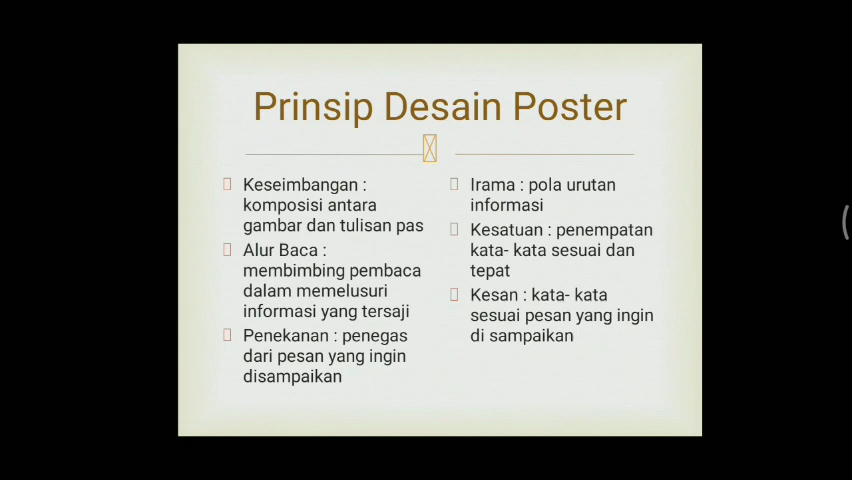 Prinsip Desain Poster
Keseimbangan :
komposisi antara
gambar dan tulisan pas
Alur Baca :
membimbing pembaca
dalam memelusuri
informasi yang tersaji
Penekanan : penegas
dari pesan yang ingin
disampaikan
Irama : pola urutan
informasi
Kesatuan : penempatan
kata- kata sesuai dan
tepat
Kesan : kata- kata
sesuai pesan yang ingin
di sampaikan